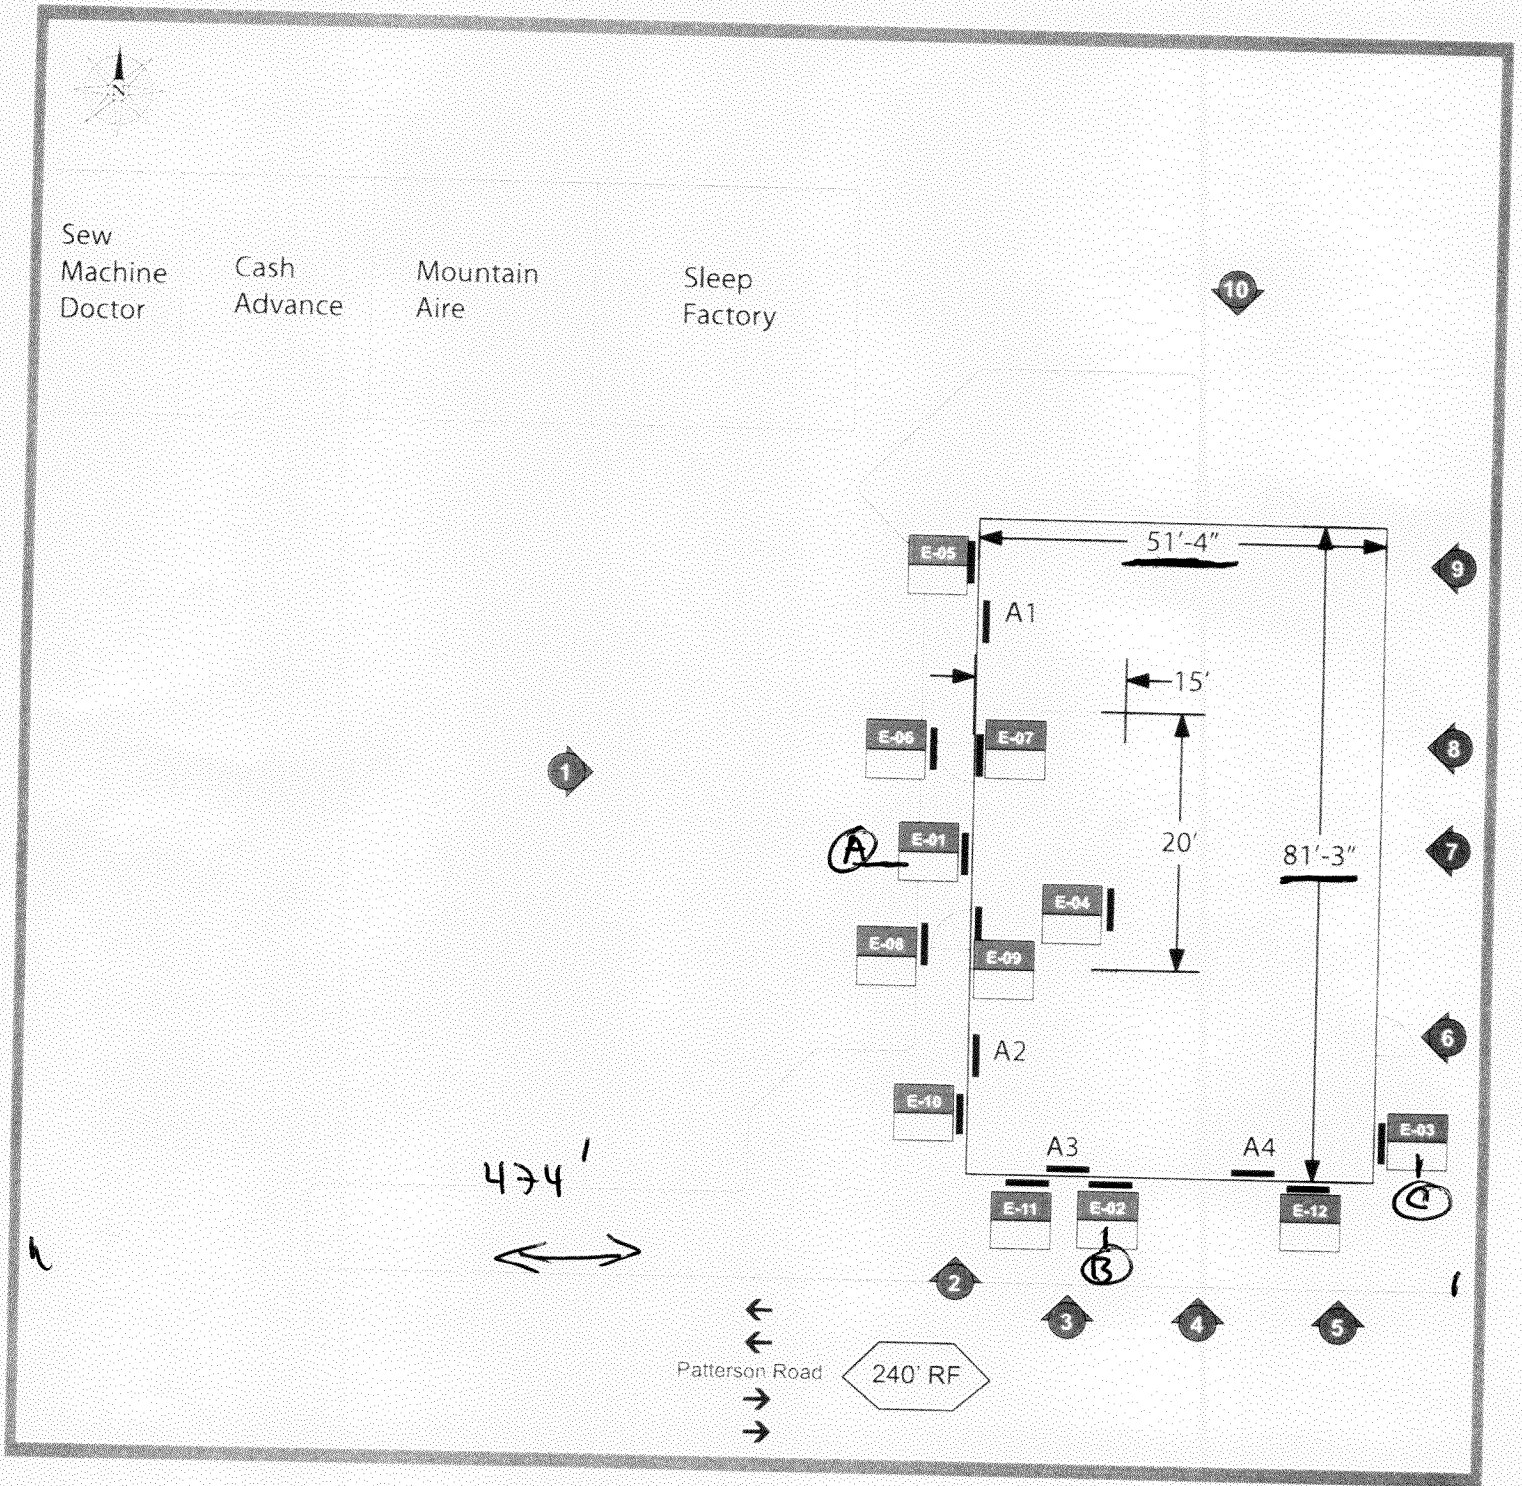 N
Sew
Machine
Doctor
Cash
Advance
Mountain
Aire
Sleep
Factory
10
51'-4"
E-05
9
A1
15'
E-06
E-07
8
1
20'
81'-3"
A
E-01
7
E-04
E-08
E-09
6
A2
E-10
E-03
A3
A4
474'
E-11
E-02
E-12
C
B
2
3
4
5
Patterson Road
240' RF